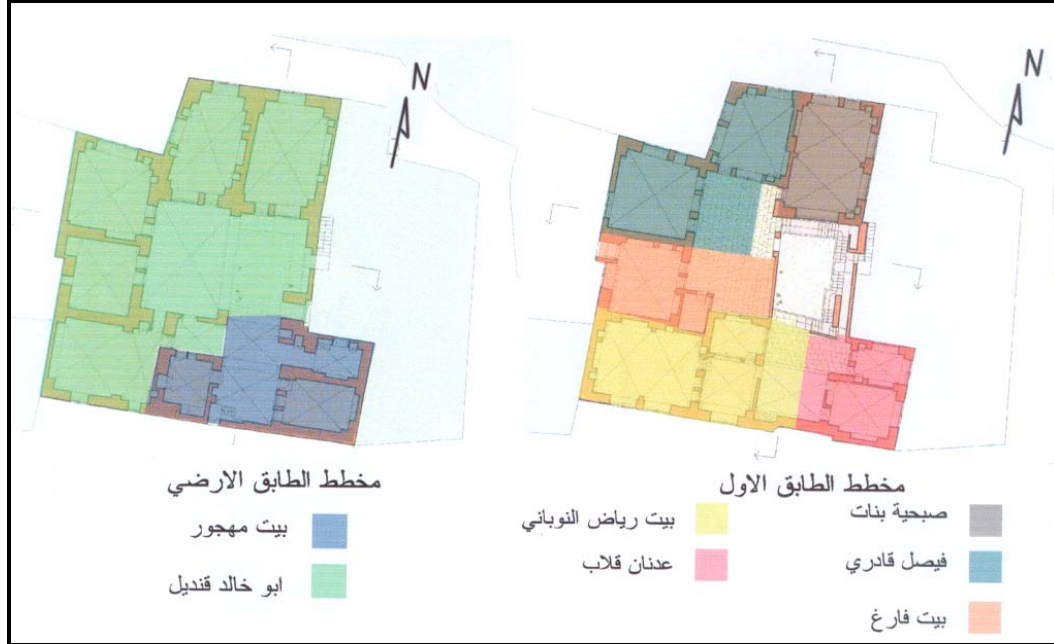 N
N
مخطط الطابق الاول
صبحية بنات
فيصل قادري
بيت فارغ
بيت رياض النوباني
عدنان قلاب
مخطط الطابق الارضي
بيت مهجور
ابو خالد قنديل